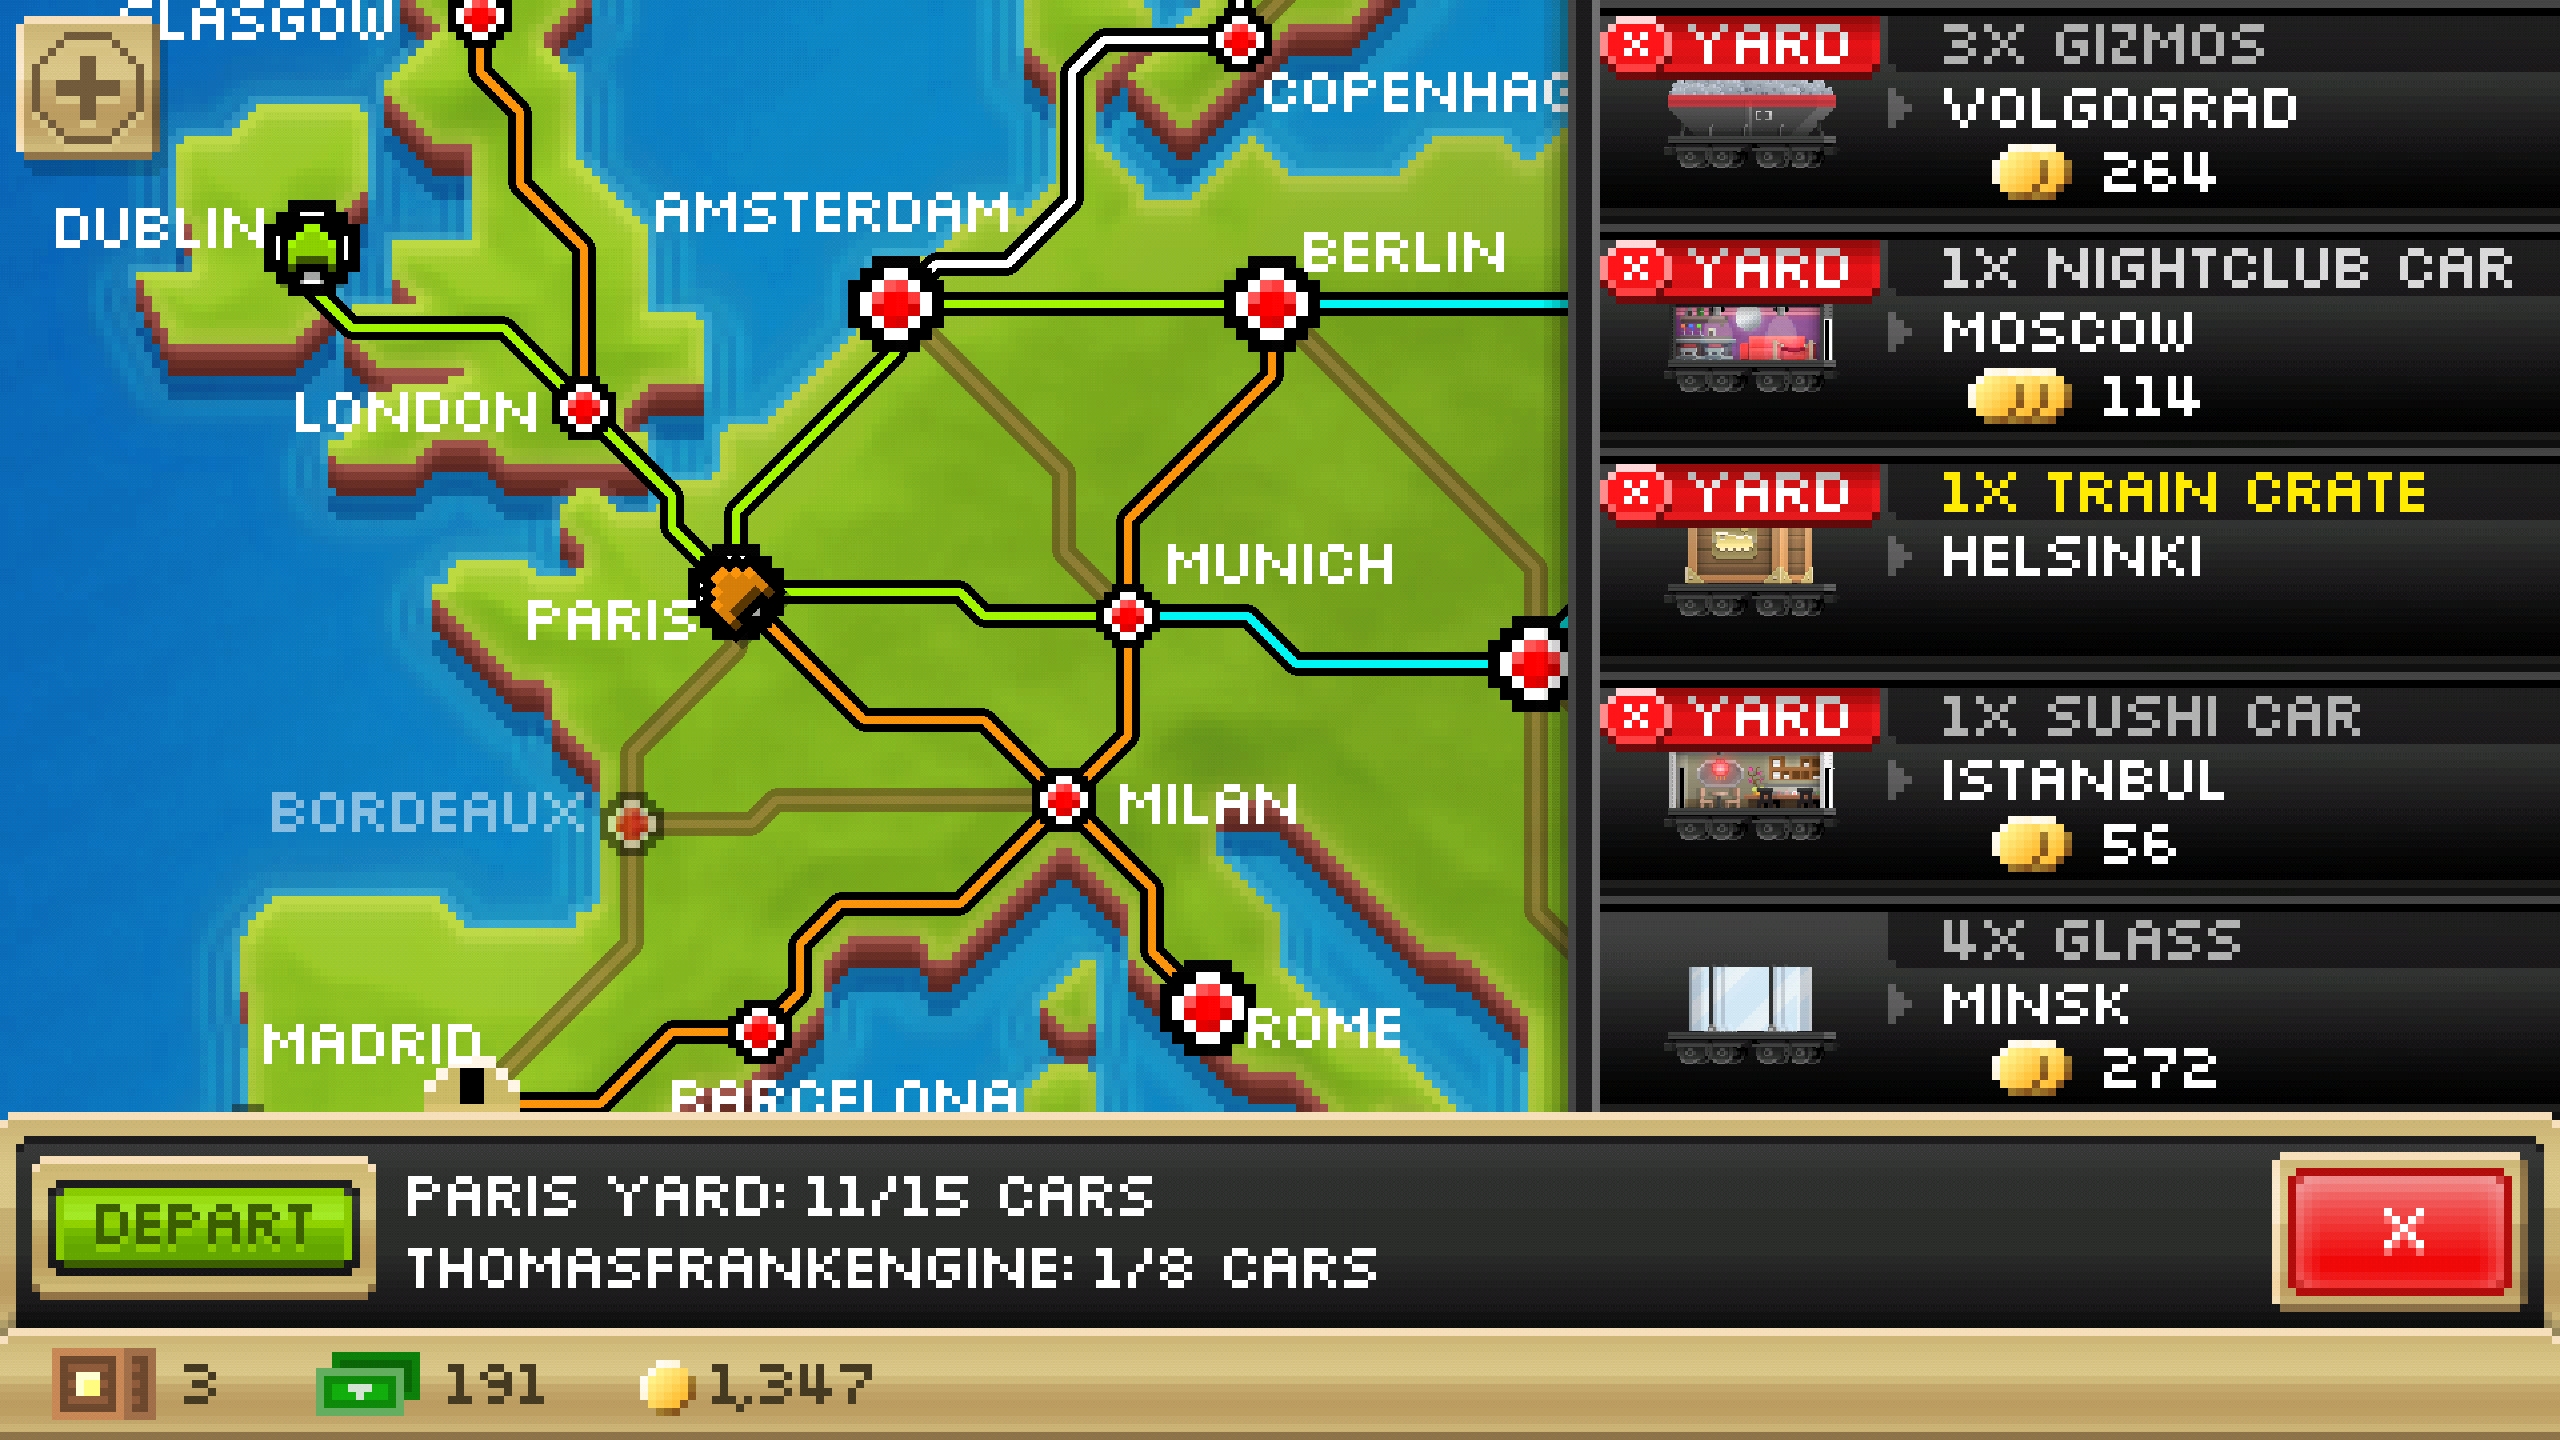 GLASGOW
COPENHAG
DUBLIN
AMSTERDAM
BERLIN
LONDON
MUNICH
PARIS
BORDEAUX
MILAN
MADRID
ROME
BARCELONA
YARD
3X GIZMOS
VOLGOGRAD
264
YARD
1X NIGHTCLUB CAR
MOSCOW
114
YARD
1X TRAIN CRATE
HELSINKI
YARD
1X SUSHI CAR
ISTANBUL
56
4X GLASS
MINSK
272
DEPART
PARIS YARD: 11/15 CARS
THOMASFRANKENGINE: 1/8 CARS
X
3
191
1,347